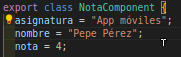 export class NotaComponent {
asignatura = "App móviles";
nombre = "Pepe Pérez";
nota = 4;